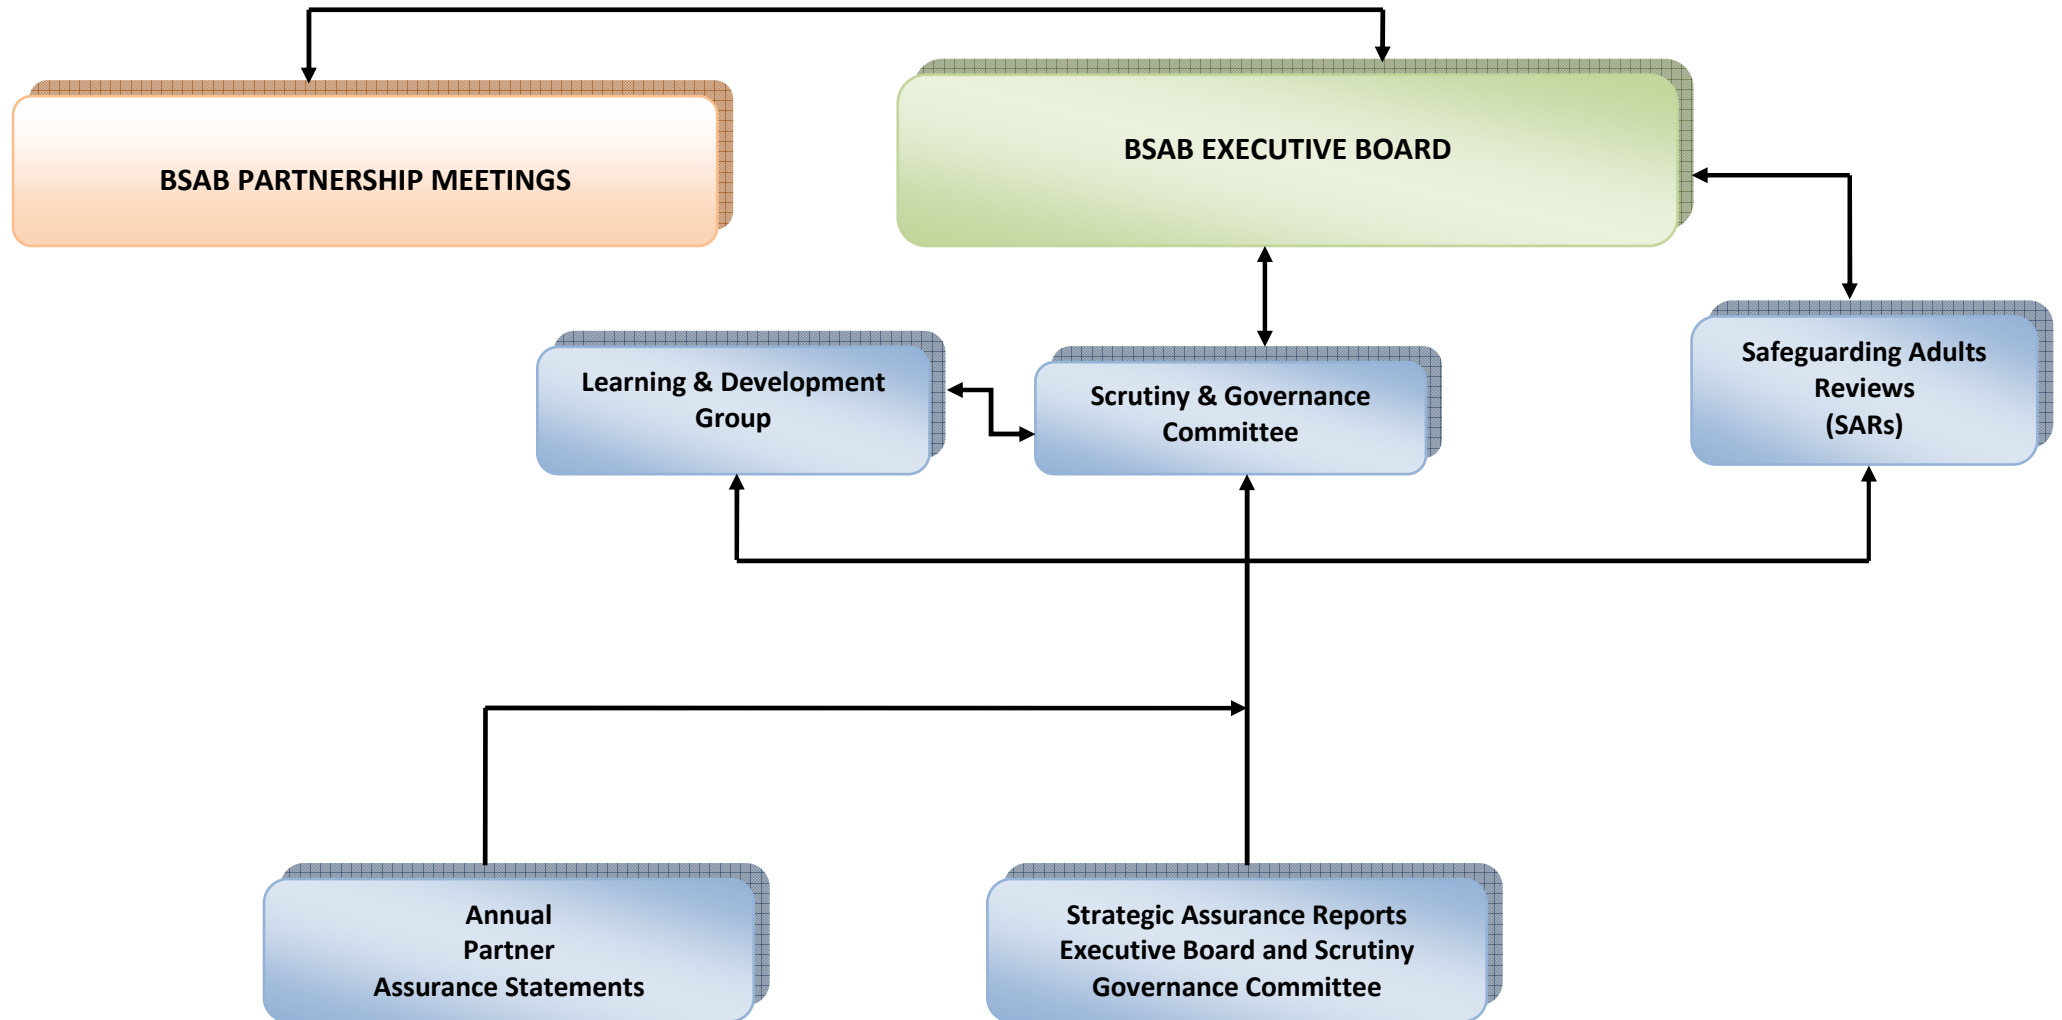 BSAB PARTNERSHIP MEETINGS
BSAB EXECUTIVE BOARD
Learning & Development
Group
Scrutiny & Governance
Committee
Safeguarding Adults
Reviews
(SARs)
Annual
Partner
Assurance Statements
Strategic Assurance Reports
Executive Board and Scrutiny
Governance Committee